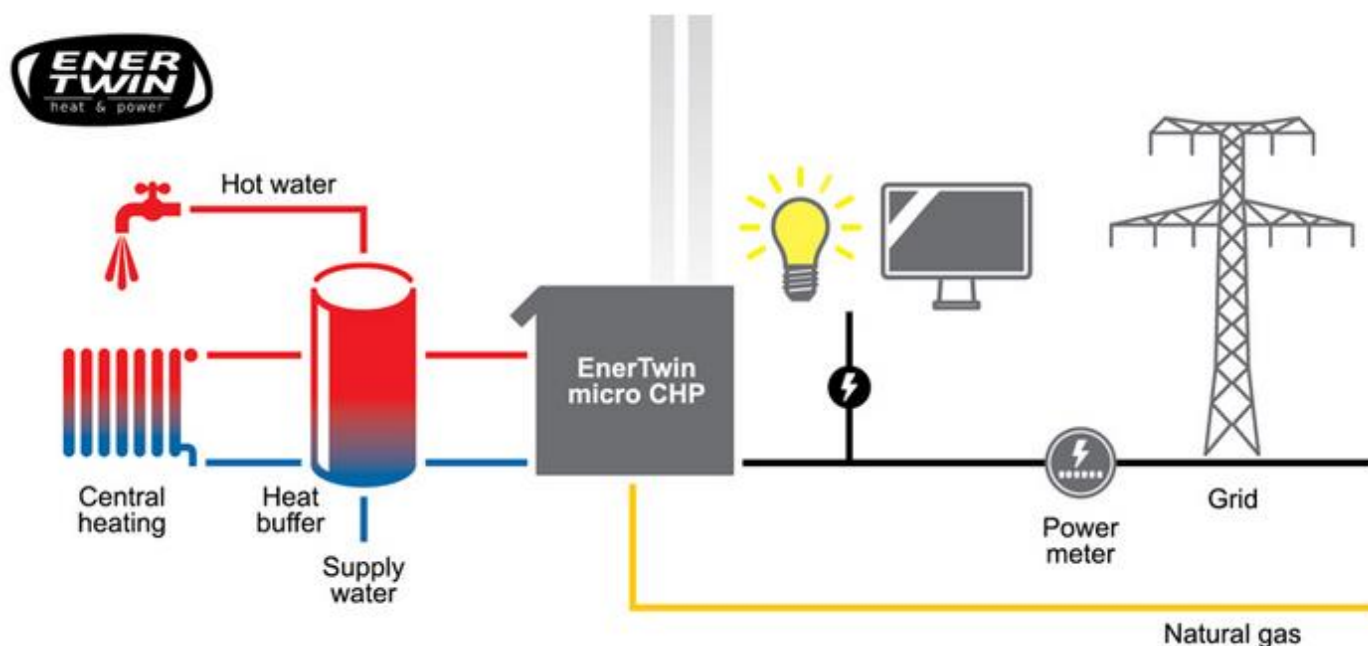 ENER
TWIN
heat & power
Hot water
EnerTwin
micro CHP
Central
heating
Heat
buffer
Supply
water
Power
meter
Grid
Natural gas